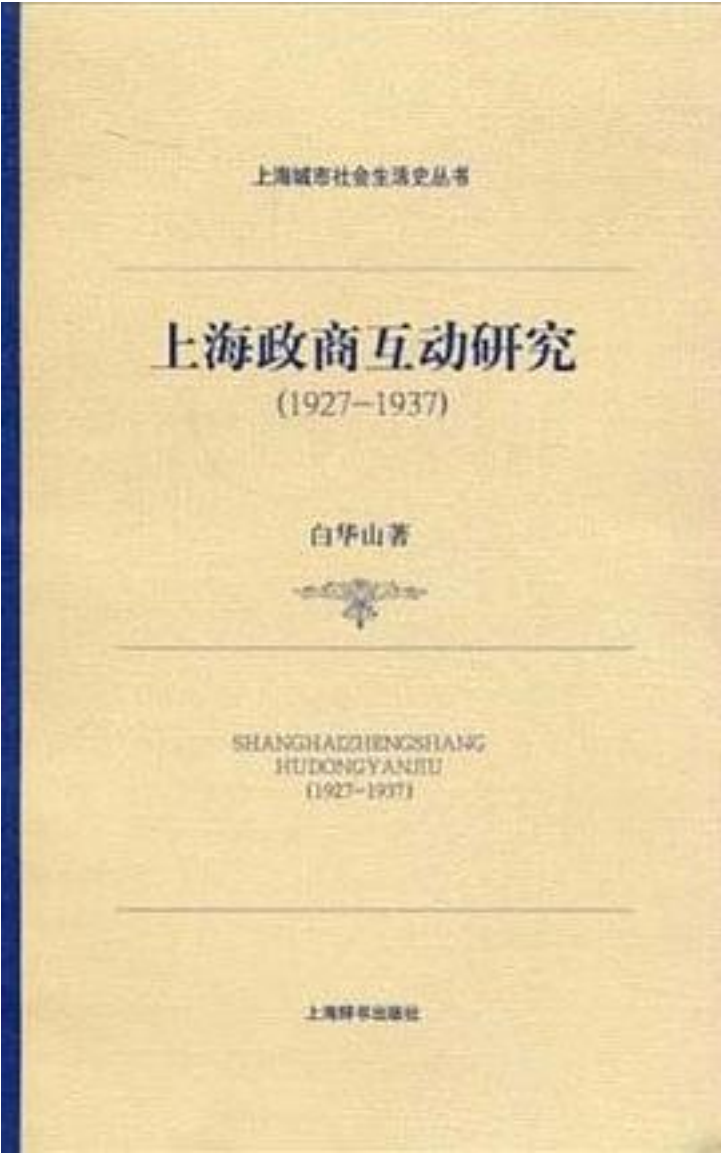 上海城市社会生活史丛书
上海政商互动研究
(1927—1937)
白华山著
SHANGHAIZHENGSHANG
HUDONGYANJIU
(1927—1937)
上海辞书出版社